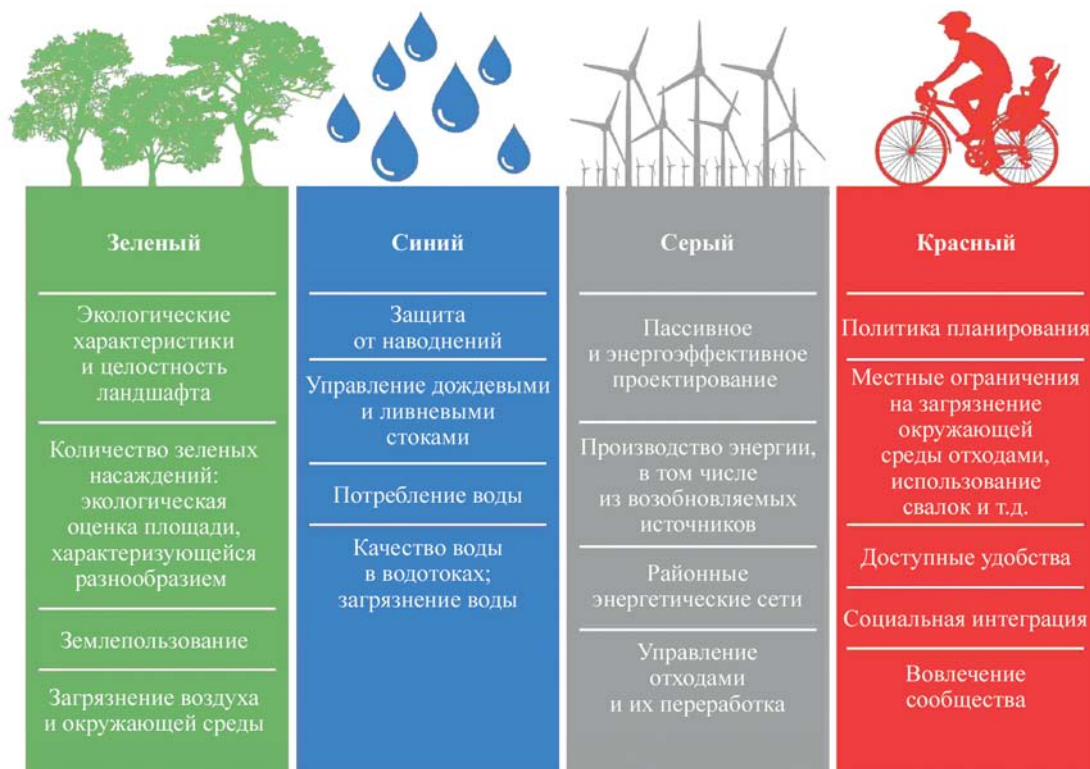 Зеленый
Экологические
характеристики
и целостность
ландшафта
Количество зеленых
насаждений:
экологическая
оценка площади,
характеризующейся
разнообразием
Землепользование
Загрязнение воздуха
и окружающей среды
Синий
Защита
от наводнений
Управление дождевыми
и ливневыми
стоками
Потребление воды
Качество воды
в водотоках;
загрязнение воды
Серый
Пассивное
и энергоэффективное
проектирование
Производство энергии,
в том числе
из возобновляемых
источников
Районные
энергетические сети
Управление
отходами
и их переработка
Красный
Политика планирования
Местные ограничения
на загрязнение
окружающей
среды отходами,
использование
свалок и т.д.
Доступные удобства
Социальная интеграция
Вовлечение
сообщества